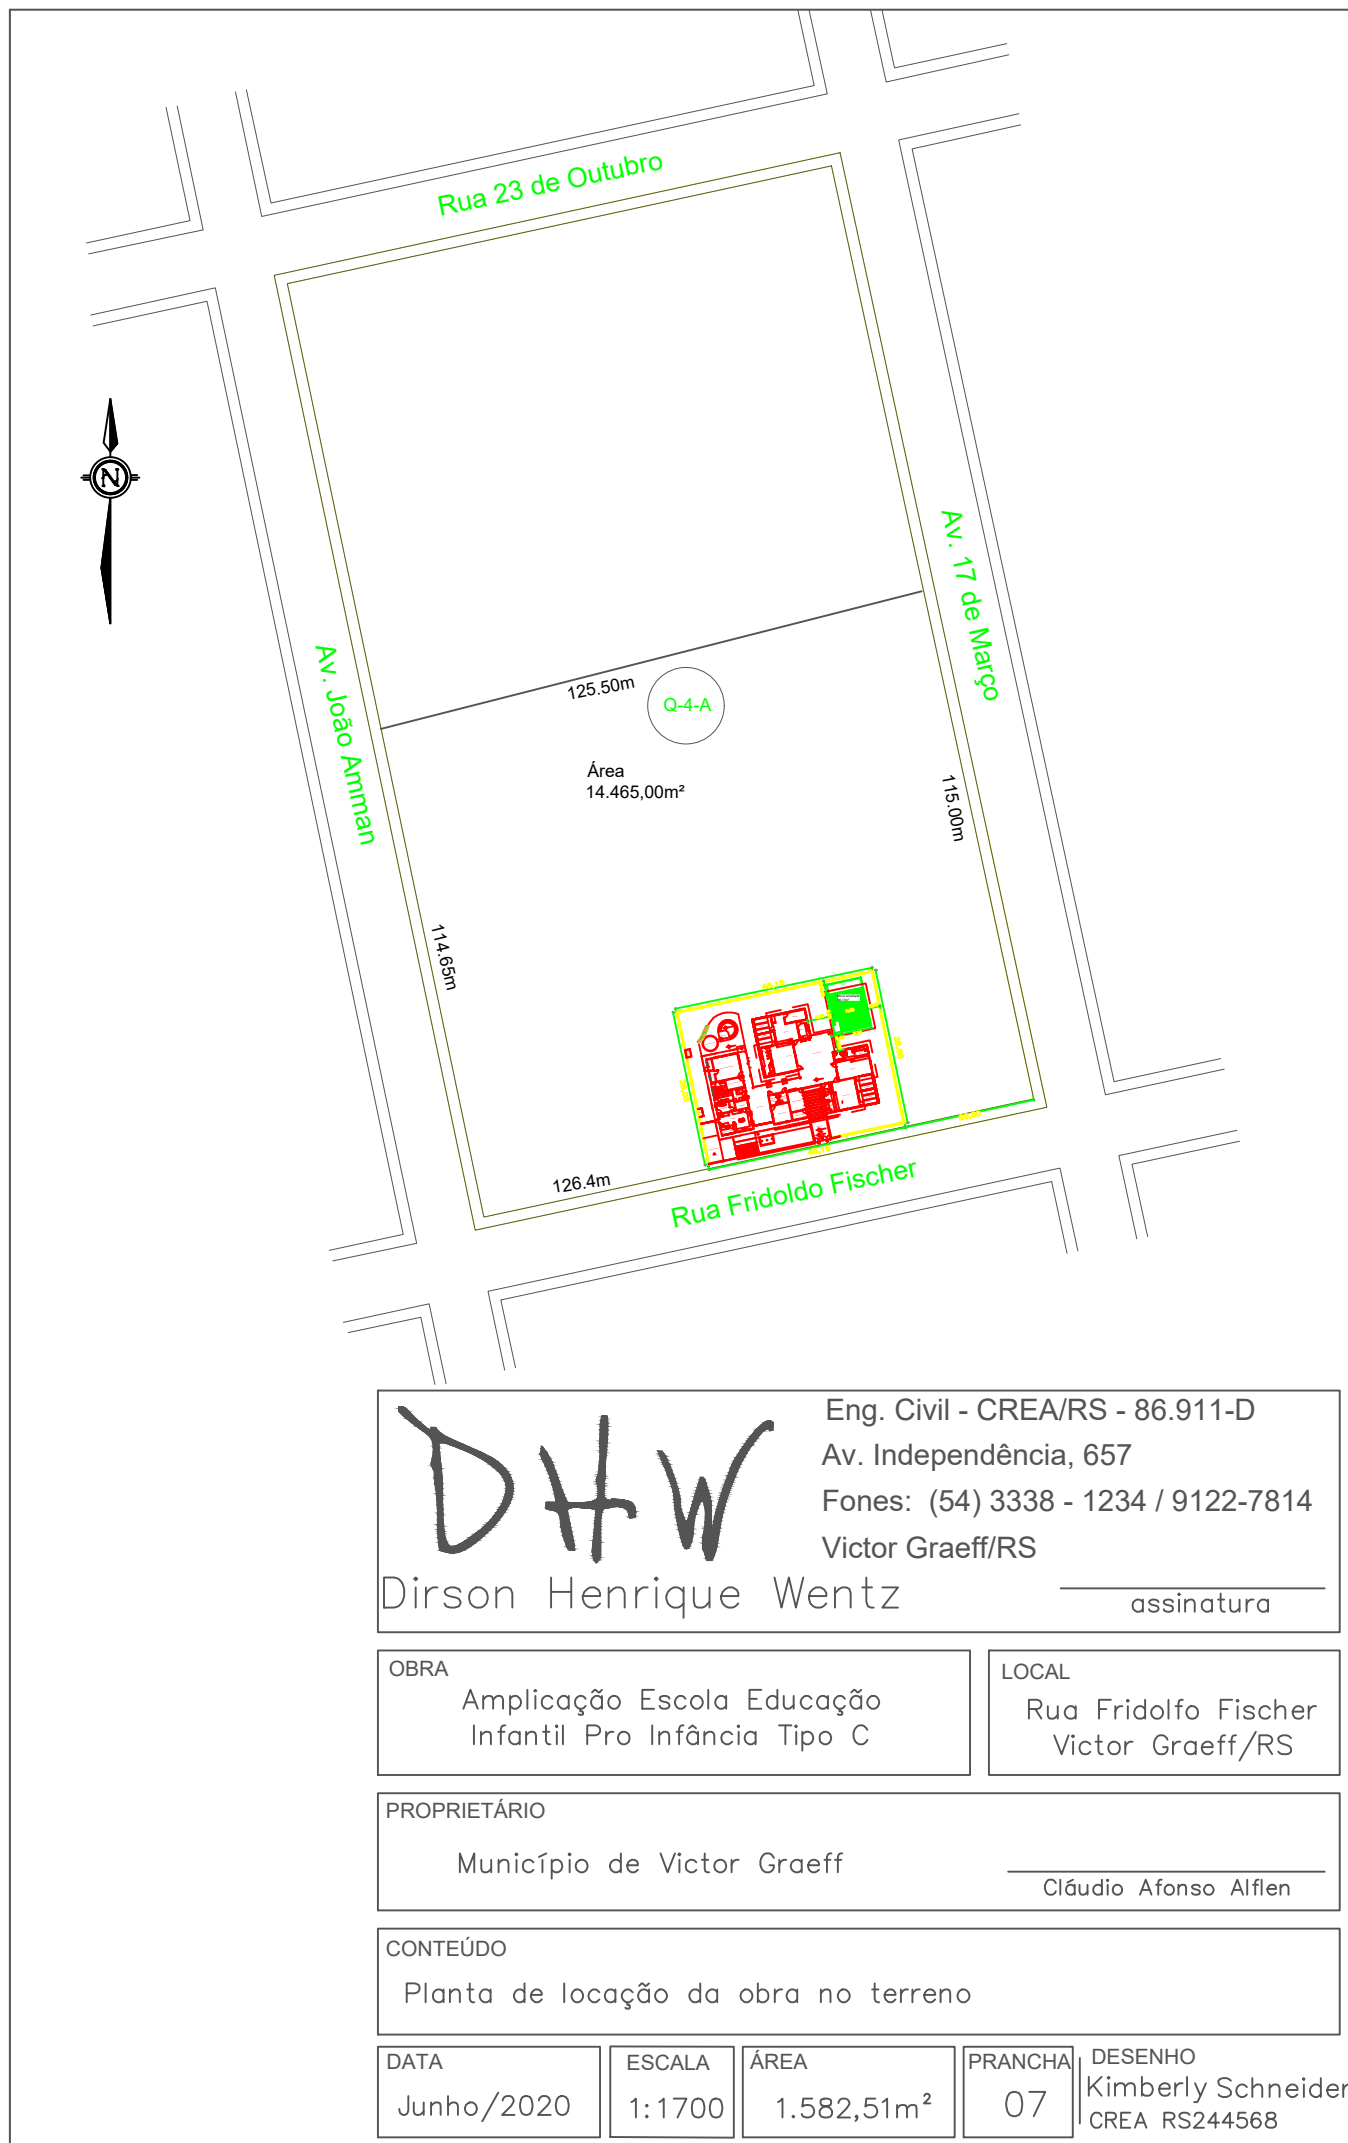 Rua 23 de Outubro
N
Av. 17 de Março
Av. João Amman
125.50m
Q-4-A
Área
14.465,00m²
115.00m
114.65m
126.4m
Rua Fridoldo Fischer
DHW
Eng. Civil - CREA/RS - 86.911-D
Av. Independência, 657
Fones: (54) 3338 - 1234 / 9122-7814
Victor Graeff/RS
Dirson Henrique Wentz
assinatura
OBRA
Amplicação Escola Educação
Infantil Pro Infância Tipo C
LOCAL
Rua Fridolfo Fischer
Victor Graeff/RS
PROPRIETÁRIO
Município de Victor Graeff
Cláudio Afonso Alflen
CONTEÚDO
Planta de locação da obra no terreno
DATA
Junho/2020
ESCALA
1:1700
ÁREA
1.582,51m²
PRANCHA
07
DESENHO
Kimberly Schneider
CREA RS244568